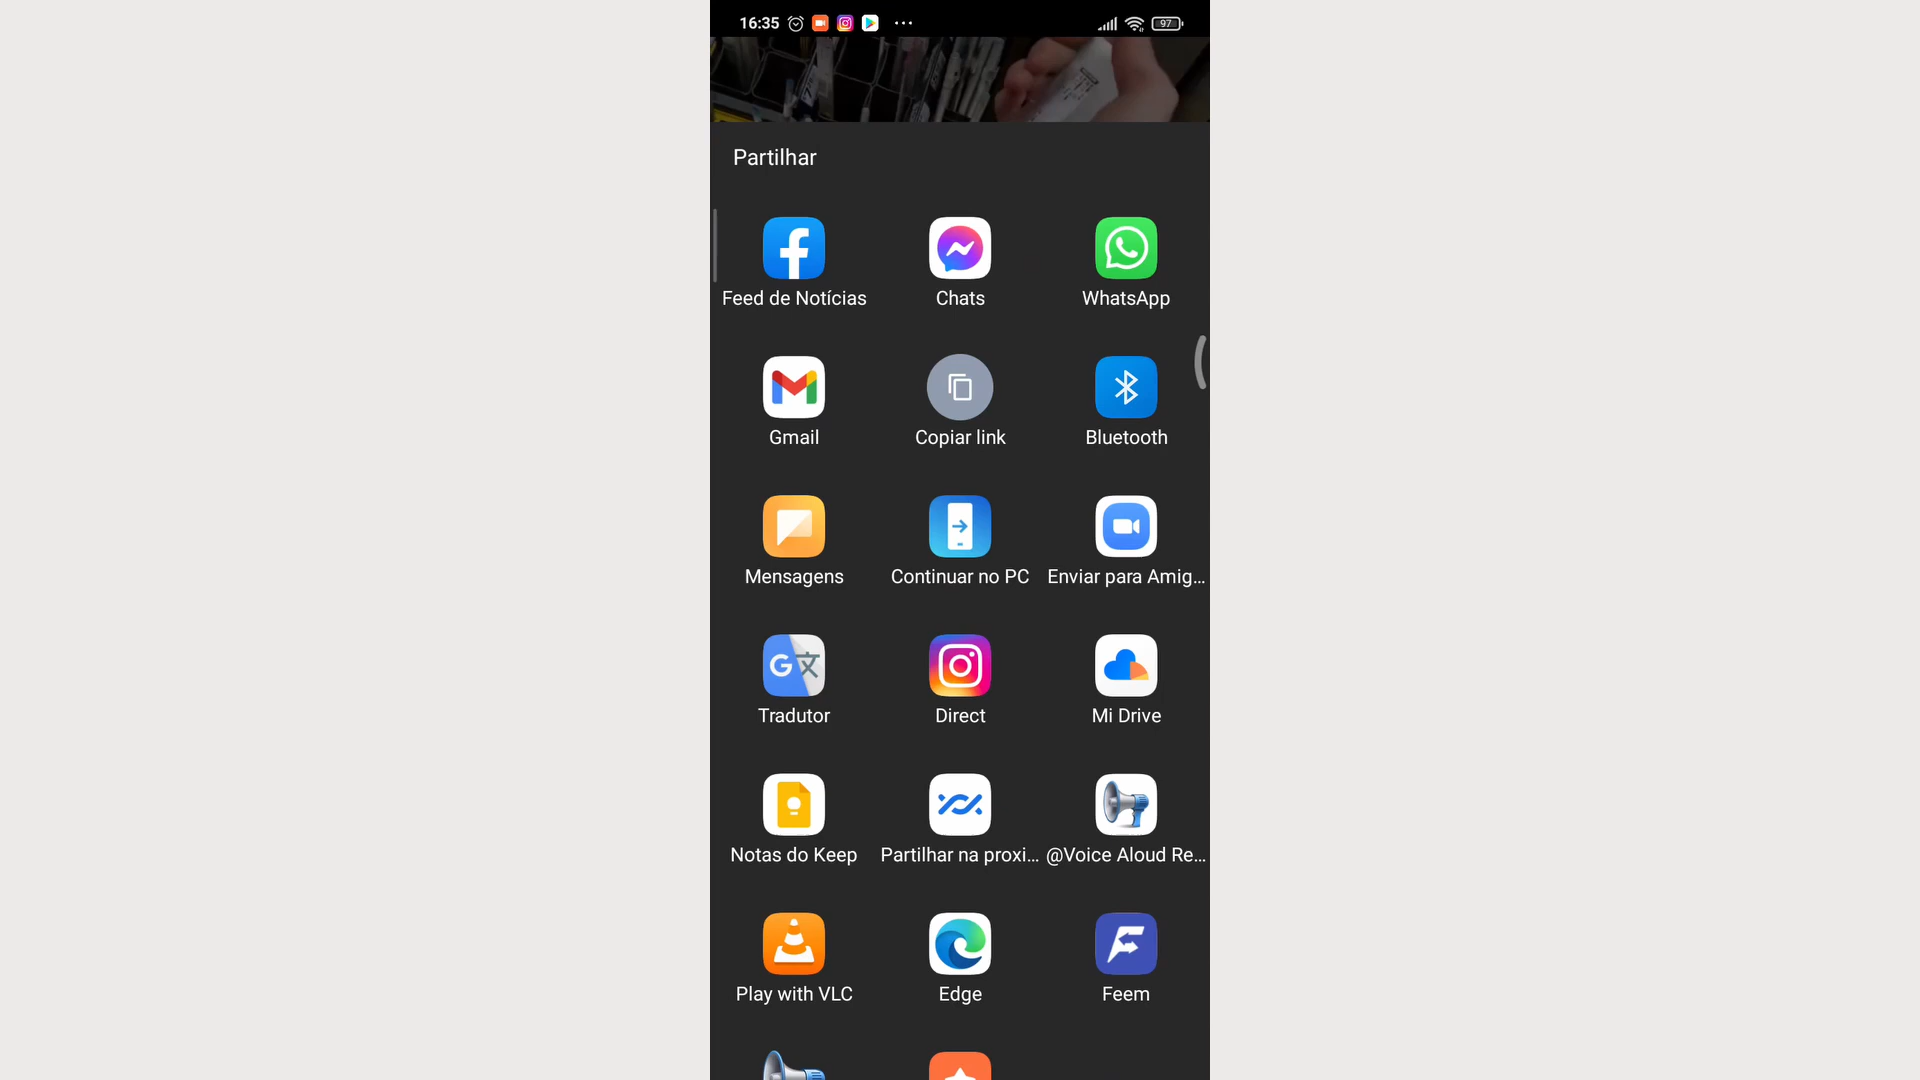 16:35
97
Partilhar
Feed de Notícias
Chats
WhatsApp
Gmail
Copiar link
Bluetooth
Mensagens
Continuar no PC
Enviar para Amig...
Tradutor
Direct
Mi Drive
Notas do Keep
Partilhar na proxi...
@Voice Aloud Re...
Play with VLC
Edge
Feem